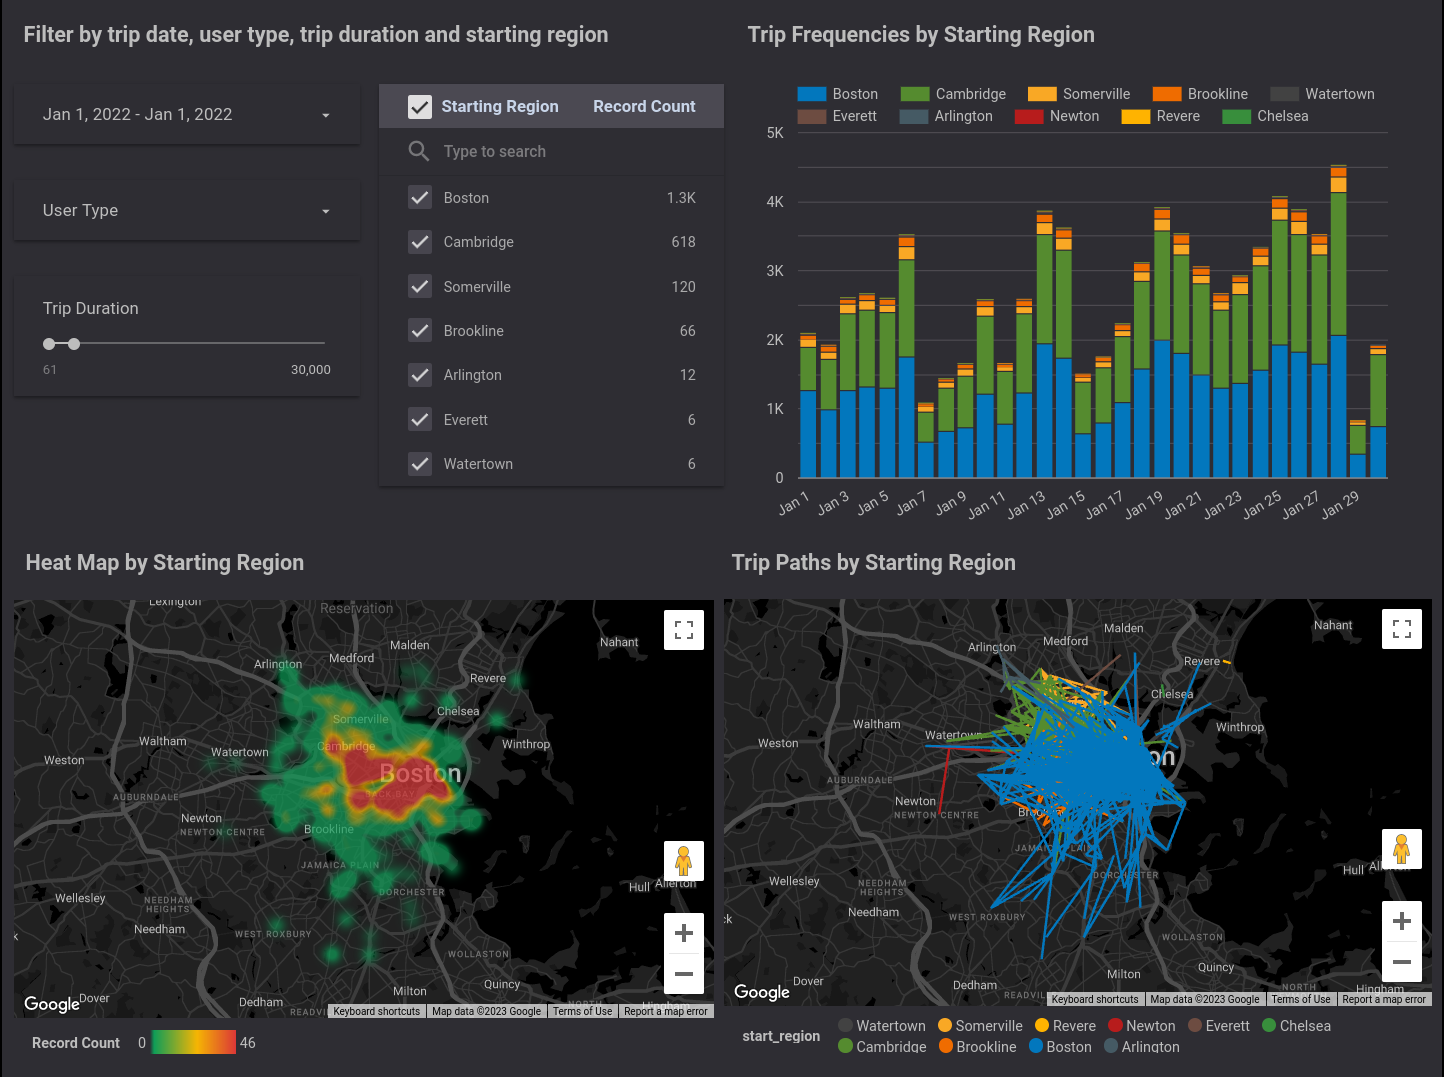 Filter by trip date, user type, trip duration and starting region
Jan 1, 2022 - Jan 1, 2022
User Type
Trip Duration
61
30,000
Starting Region Record Count
Type to search
Boston 1.3K
Cambridge 618
Somerville 120
Brookline 66
Arlington 12
Everett 6
Watertown 6
Trip Frequencies by Starting Region
Boston Cambridge Somerville Brookline Watertown
Everett Arlington Newton Revere Chelsea
5K
4K
3K
2K
1K
0
Jan 1 Jan 3 Jan 5 Jan 7 Jan 9 Jan 11 Jan 13 Jan 15 Jan 17 Jan 19 Jan 21 Jan 23 Jan 25 Jan 27 Jan 29
Heat Map by Starting Region
Lexington
Reservation
Nahant
Malden
Medford
Arlington
Revere
Chelsea
Somerville
Waltham
Cambridge
Winthrop
Watertown
Weston
Boston
BACK BAY
AUBURNDALE
Newton
NEWTON CENTRE
Brookline
JAMAICA PLAIN
Hull
Allerton
DORCHESTER
Wellesley
NEEDHAM
HEIGHTS
Needham
WEST ROXBURY
WOLLASTON
Quincy
Milton
Google
Dover
Dedham
NORTH
Hingham
READVI
Keyboard shortcuts Map data ©2023 Google Terms of Use Report a map error
Record Count 0 46
Trip Paths by Starting Region
Nahant
Malden
Medford
Arlington
Revere
Chelsea
Waltham
Winthrop
Watertown
Weston
on
AUBURNDALE
Newton
NEWTON CENTRE
Hull
DORCHESTER
Wellesley
NEEDHAM
HEIGHTS
Needham
WEST ROXBURY
WOLLASTON
Quincy
Milton
Dover
Dedham
NORTH
Hingham
Google
Keyboard shortcuts Map data ©2023 Google Terms of Use Report a map error
start_region
Watertown Somerville Revere Newton Everett Chelsea
Cambridge Brookline Boston Arlington